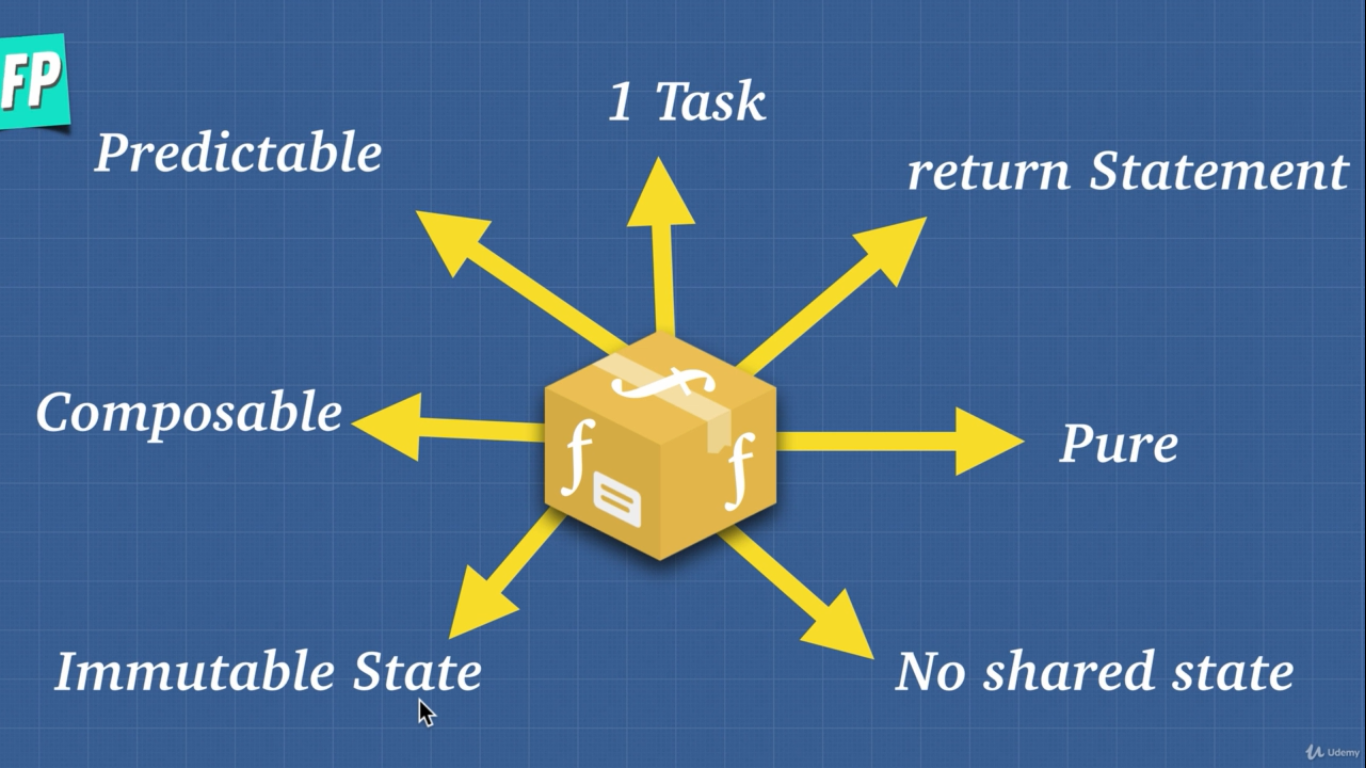 FP
1 Task
Predictable
return Statement
Composable
Pure
f
f
f
Immutable State
No shared state
Udemy